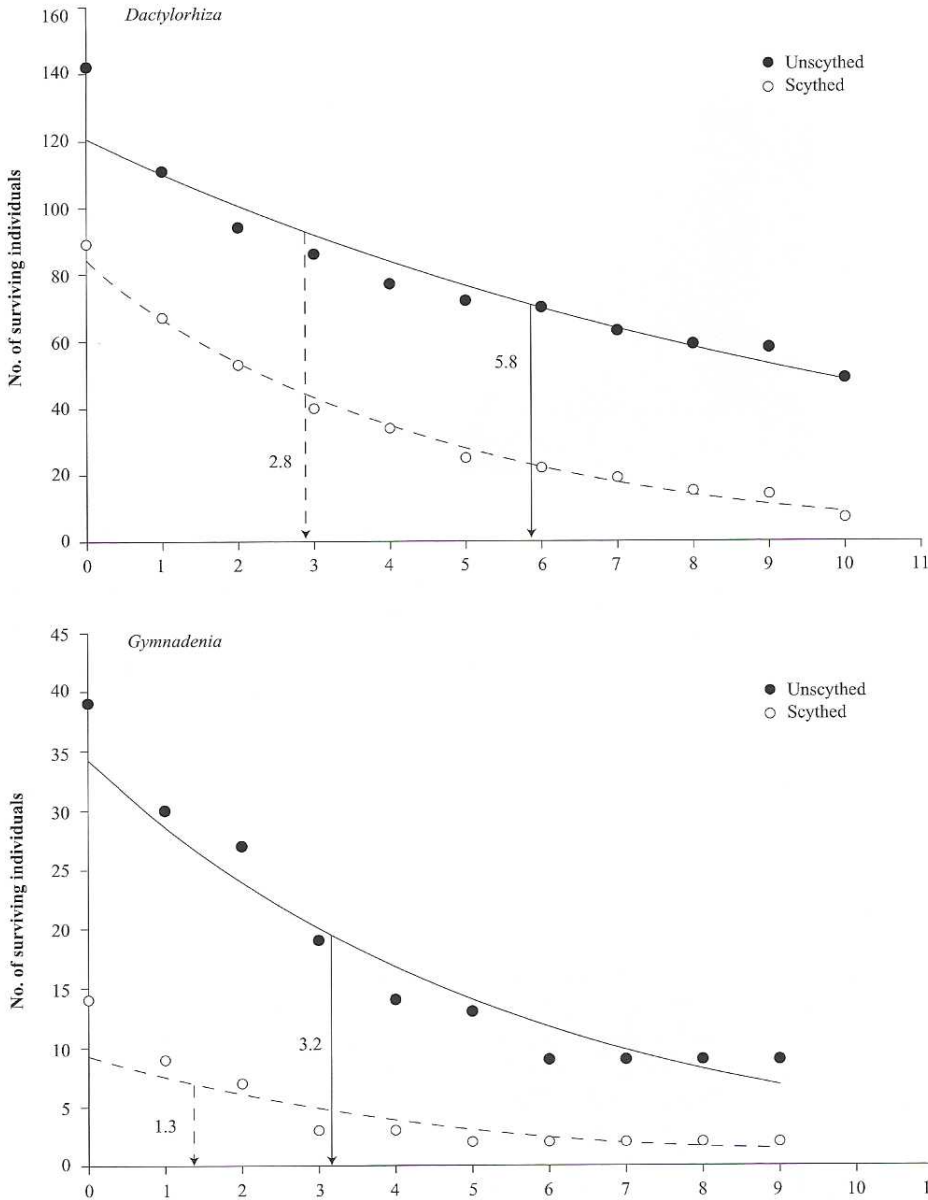 Dactylorhiza
Unscythed
Scythed
No. of surviving individuals
160
140
120
100
80
60
40
20
0
5.8
2.8
0 1 2 3 4 5 6 7 8 9 10 11
Gymnadenia
Unscythed
Scythed
No. of surviving individuals
45
40
35
30
25
20
15
10
5
0
3.2
1.3
0 1 2 3 4 5 6 7 8 9 10